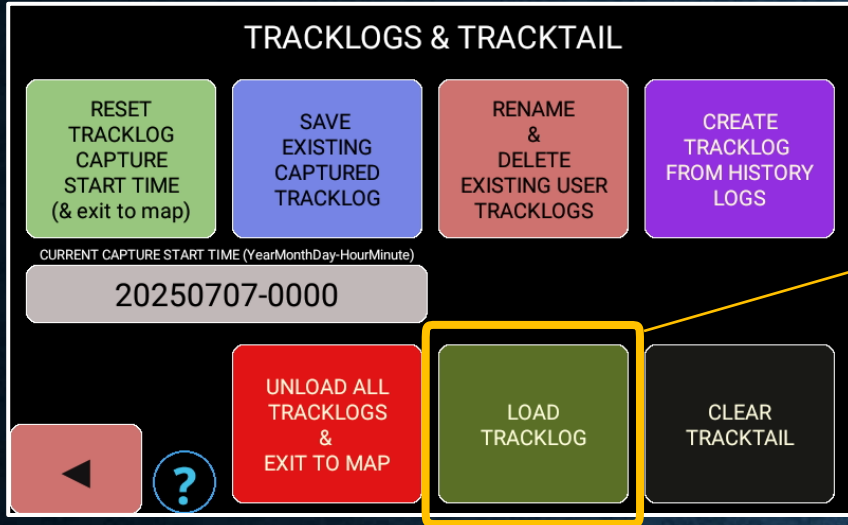 TRACKLOGS & TRACKTAIL
RESET
TRACKLOG
CAPTURE
START TIME
(& exit to map)
SAVE
EXISTING
CAPTURED
TRACKLOG
RENAME
&
DELETE
EXISTING USER
TRACKLOGS
CREATE
TRACKLOG
FROM HISTORY
LOGS
CURRENT CAPTURE START TIME (YearMonthDay-HourMinute)
20250707-0000
UNLOAD ALL
TRACKLOGS
&
EXIT TO MAP
LOAD
TRACKLOG
CLEAR
TRACKTAIL
?